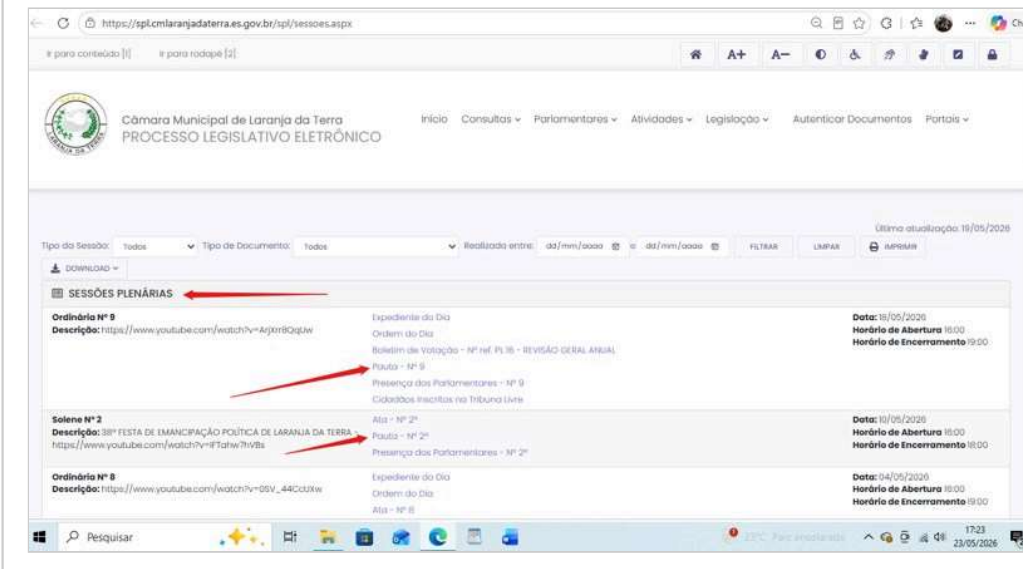 https://spl.cmlaranjadaterra.es.gov.br/spl/sessoes.aspx
Ir para conteúdo [1] Ir para rodapé [2]
A+ A-
Câmara Municipal de Laranja da Terra
PROCESSO LEGISLATIVO ELETRÔNICO
Início Consultas Parlamentares Atividades Legislação Autenticar Documentos Portais
Última atualização: 19/05/2026
Tipo da Sessão: Todos Tipo de Documento: Todos Realizado entre: dd/mm/aaaa e dd/mm/aaaa FILTRAR LIMPAR IMPRIMIR
DOWNLOAD
SESSÕES PLENÁRIAS
Ordinária Nº 9
Descrição: https://www.youtube.com/watch?v=
Expediente do Dia
Ordem do Dia
Boletim de Votação - Nº ref. PL 16 - REVISÃO GERAL ANUAL
Pauta - Nº 9
Presença dos Parlamentares - Nº 9
Cidadãos Inscritos na Tribuna Livre
Data: 18/05/2026
Horário de Abertura 16:00
Horário de Encerramento 19:00
Solene Nº 2
Descrição: 38ª FESTA DE EMANCIPAÇÃO POLÍTICA DE LARANJA DA TERRA -
https://www.youtube.com/watch?v=
Ata - Nº 2ª
Pauta - Nº 2ª
Presença dos Parlamentares - Nº 2ª
Data: 10/05/2026
Horário de Abertura 16:00
Horário de Encerramento 18:00
Ordinária Nº 8
Descrição: https://www.youtube.com/watch?v=
Expediente do Dia
Ordem do Dia
Ata - Nº 8
Data: 04/05/2026
Horário de Abertura 16:00
Horário de Encerramento 19:00
Pesquisar
17:23
23/05/2026